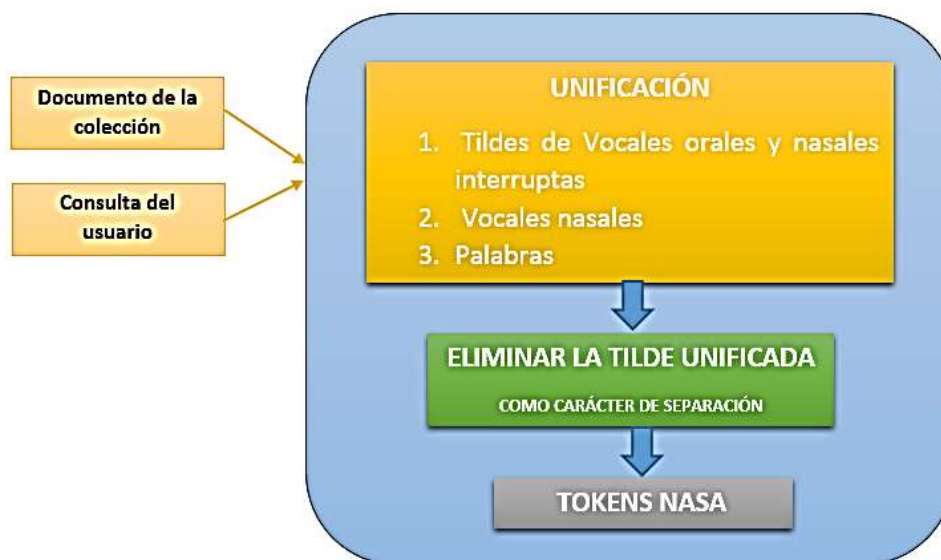 Documento de la
colección
Consulta del
usuario
UNIFICACIÓN
1. Tildes de Vocales orales y nasales
interruptas
2. Vocales nasales
3. Palabras
ELIMINAR LA TILDE UNIFICADA
COMO CARÁCTER DE SEPARACIÓN
TOKENS NASA